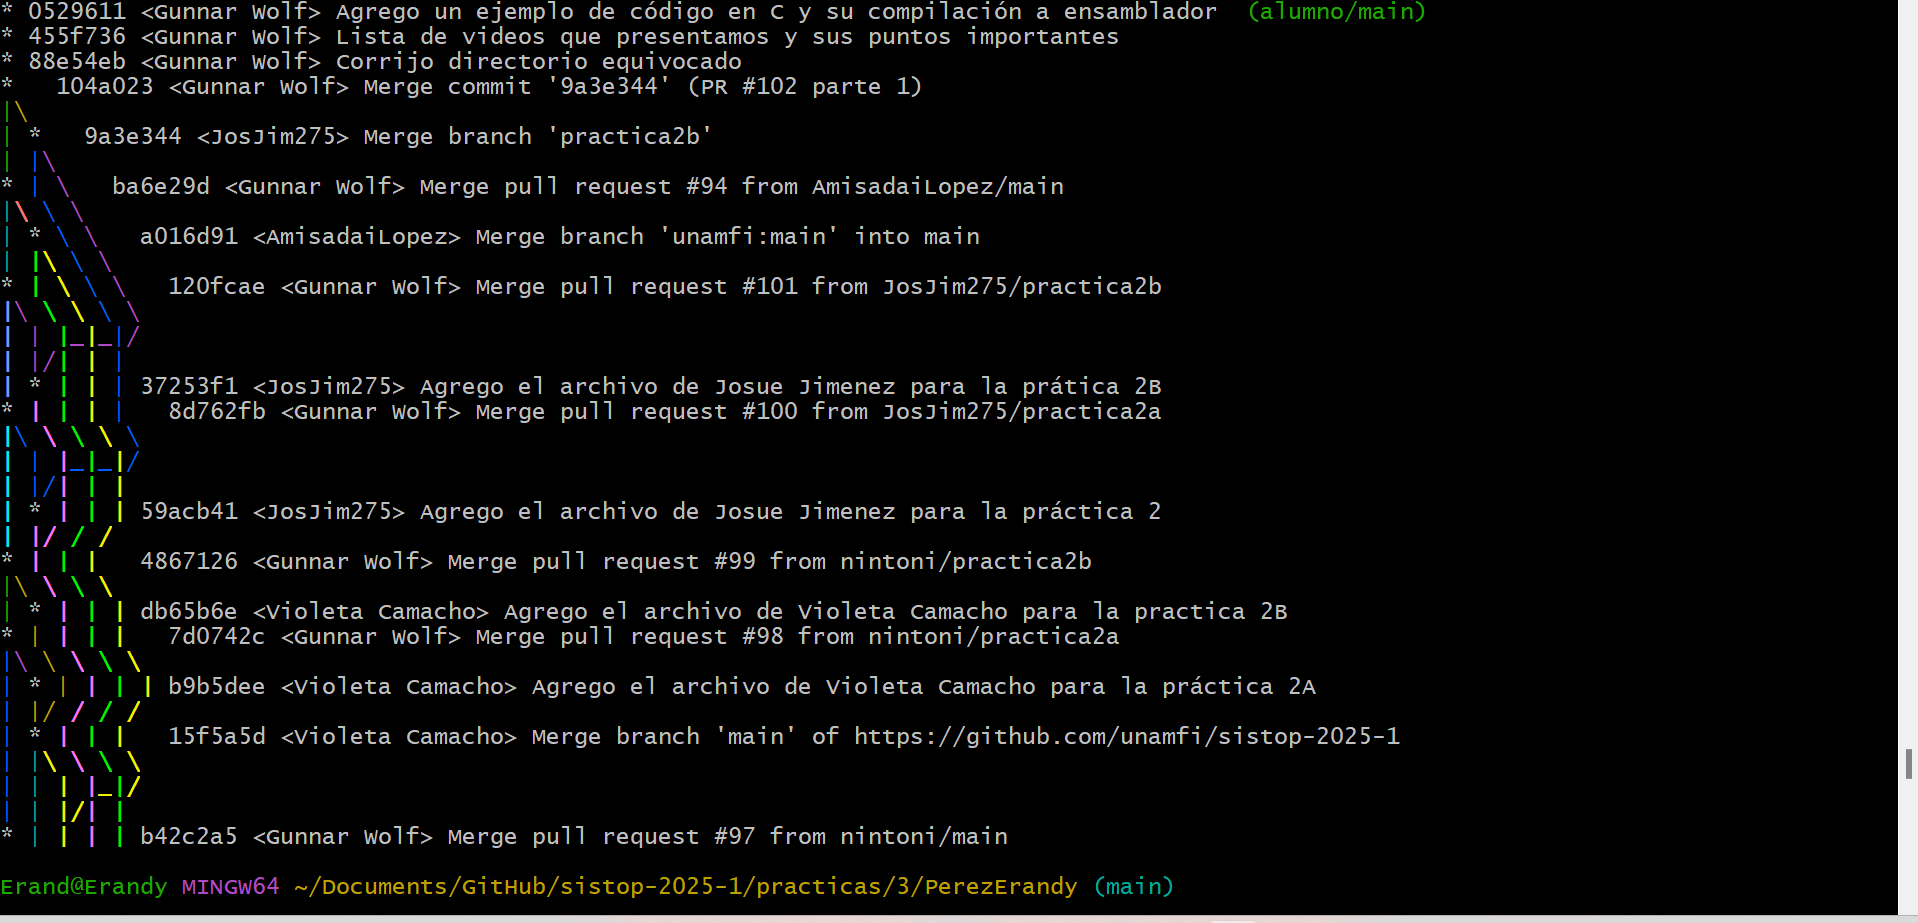 * 0529611 <Gunnar Wolf> Agrego un ejemplo de código en C y su compilación a ensamblador  (alumno/main)
* 455f736 <Gunnar Wolf> Lista de videos que presentamos y sus puntos importantes
* 88e54eb <Gunnar Wolf> Corrijo directorio equivocado
*   104a023 <Gunnar Wolf> Merge commit '9a3e344' (PR #102 parte 1)
|\
| *   9a3e344 <JosJim275> Merge branch 'practica2b'
| |\
* | \   ba6e29d <Gunnar Wolf> Merge pull request #94 from AmisadaiLopez/main
|\ \ \
| * \ \   a016d91 <AmisadaiLopez> Merge branch 'unamfi:main' into main
| |\ \ \
* | \ \ \   120fcae <Gunnar Wolf> Merge pull request #101 from JosJim275/practica2b
|\ \ \ \ \
| | |_|_|/
| |/| | |
| * | | | 37253f1 <JosJim275> Agrego el archivo de Josue Jimenez para la prática 2B
* | | | |   8d762fb <Gunnar Wolf> Merge pull request #100 from JosJim275/practica2a
|\ \ \ \ \
| | |_|_|/
| |/| | |
| * | | | 59acb41 <JosJim275> Agrego el archivo de Josue Jimenez para la práctica 2
| |/ / /
* | | |   4867126 <Gunnar Wolf> Merge pull request #99 from nintoni/practica2b
|\ \ \ \
| * | | | db65b6e <Violeta Camacho> Agrego el archivo de Violeta Camacho para la practica 2B
* | | | |   7d0742c <Gunnar Wolf> Merge pull request #98 from nintoni/practica2a
|\ \ \ \ \
| * | | | | b9b5dee <Violeta Camacho> Agrego el archivo de Violeta Camacho para la práctica 2A
| |/ / / /
| * | | |   15f5a5d <Violeta Camacho> Merge branch 'main' of https://github.com/unamfi/sistop-2025-1
| |\ \ \ \
| | | |_|/
| | |/| |
* | | | | b42c2a5 <Gunnar Wolf> Merge pull request #97 from nintoni/main
Erand@Erandy MINGW64 ~/Documents/GitHub/sistop-2025-1/practicas/3/PerezErandy (main)